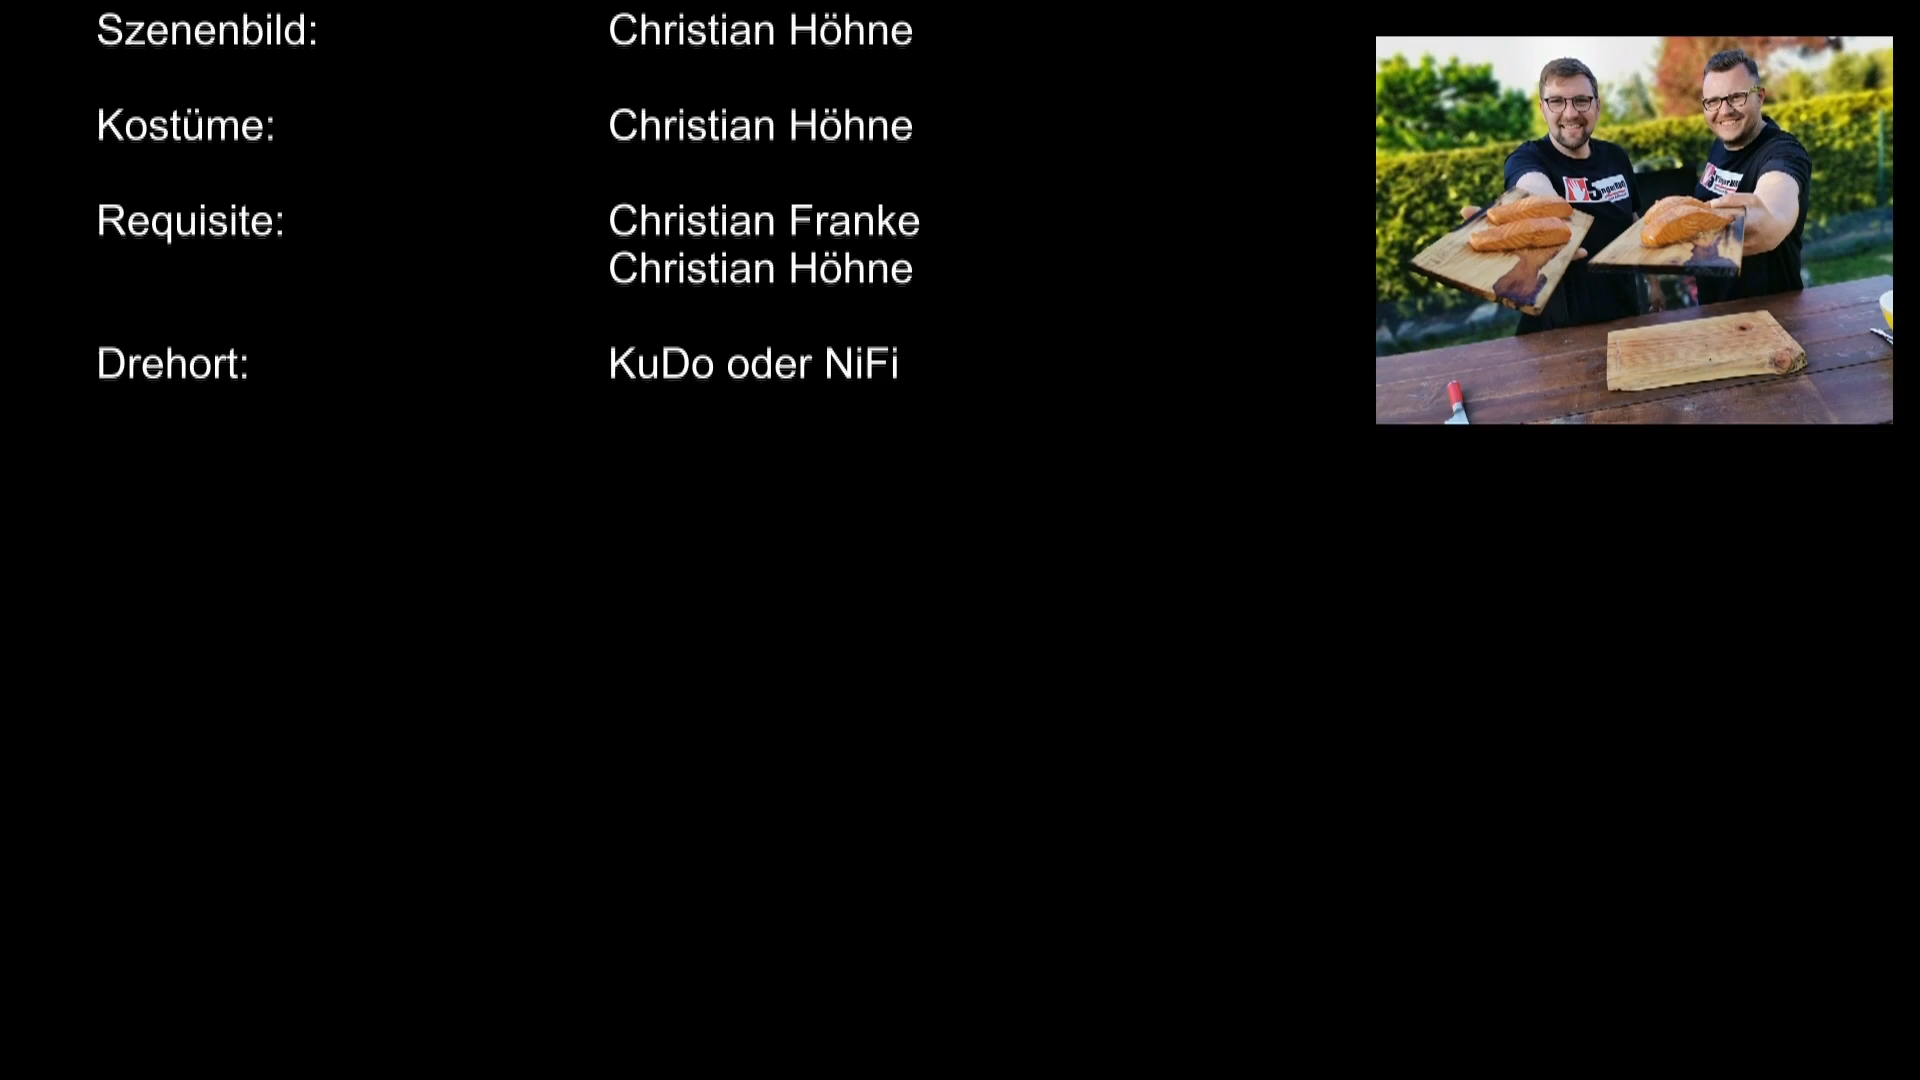 Szenenbild: Christian Höhne
Kostüme: Christian Höhne
Requisite: Christian Franke
Christian Höhne
Drehort: KuDo oder NiFi